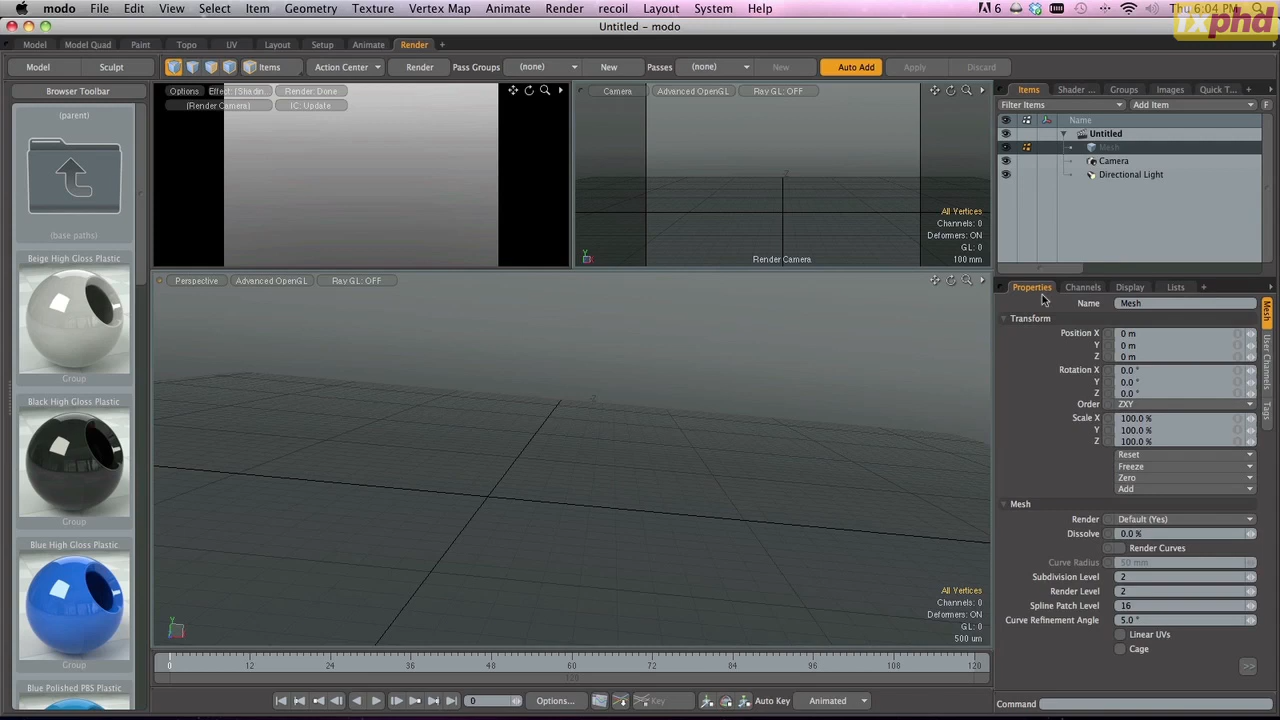 modo File Edit View Select Item Geometry Texture Vertex Map Animate Render recoil Layout System Help 6 Thu 6:04 PM
fxphd
Untitled - modo
Model Model Quad Paint Topo UV Layout Setup Animate Render +
Model Sculpt Items Action Center Render Pass Groups (none) New Passes (none) New Auto Add Apply Discard
Browser Toolbar
(parent)
(base paths)
Beige High Gloss Plastic
Group
Black High Gloss Plastic
Group
Blue High Gloss Plastic
Group
Blue Polished PBS Plastic
Options Effect: (Shadin Render: Done
(Render Camera) IC: Update
Camera Advanced OpenGL Ray GL: OFF
Z
All Vertices
Channels: 0
Deformers: ON
GL: 0
100 mm
Render Camera
Y
Perspective Advanced OpenGL Ray GL: OFF
Z
All Vertices
Channels: 0
Deformers: ON
GL: 0
500 um
Y
0 12 24 36 48 60 72 84 96 108 120
120
0 Options... Key Auto Key Animated
Items Shader ... Groups Images Quick T... +
Filter Items Add Item F
Name
Untitled
Mesh
Camera
Directional Light
Properties Channels Display Lists +
Name Mesh
Transform
Position X 0 m
Y 0 m
Z 0 m
Rotation X 0.0 °
Y 0.0 °
Z 0.0 °
Order ZXY
Scale X 100.0 %
Y 100.0 %
Z 100.0 %
Reset
Freeze
Zero
Add
Mesh
Render Default (Yes)
Dissolve 0.0 %
Render Curves
Curve Radius 50 mm
Subdivision Level 2
Render Level 2
Spline Patch Level 16
Curve Refinement Angle 5.0 °
Linear UVs
Cage
>>
Mesh
User Channels
Tags
Command